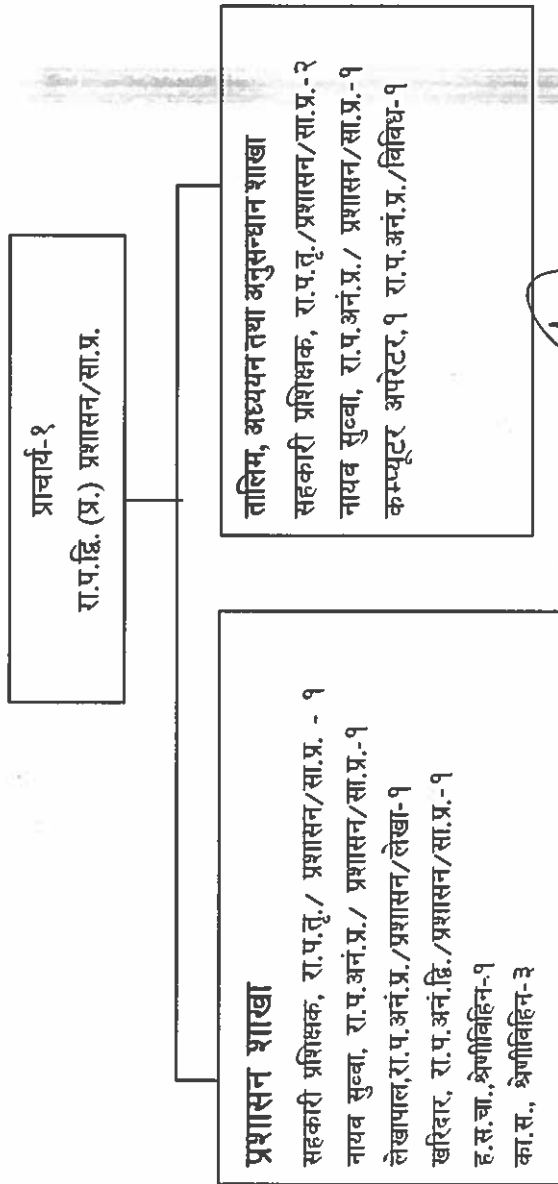 प्राचार्य-१
रा.प.द्वि. (प्र.) प्रशासन/सा.प्र.
प्रशासन शाखा
सहकारी प्रशिक्षक, रा.प.तृ./ प्रशासन/सा.प्र. - १
नायव सुव्वा, रा.प.अनं.प्र./ प्रशासन/सा.प्र.-१
लेखापाल,रा.प.अनं.प्र./प्रशासन/लेखा-१
खरिदार, रा.प.अनं.द्वि./प्रशासन/सा.प्र.-१
ह.स.चा.,श्रेणीविहिन-१
का.स., श्रेणीविहिन-३
तालिम, अध्ययन तथा अनुसन्धान शाखा
सहकारी प्रशिक्षक, रा.प.तृ./प्रशासन/सा.प्र.-२
नायव सुव्वा, रा.प.अनं.प्र./ प्रशासन/सा.प्र.-१
कम्प्यूटर अपरेटर,१ रा.प.अनं.प्र./विविध-१